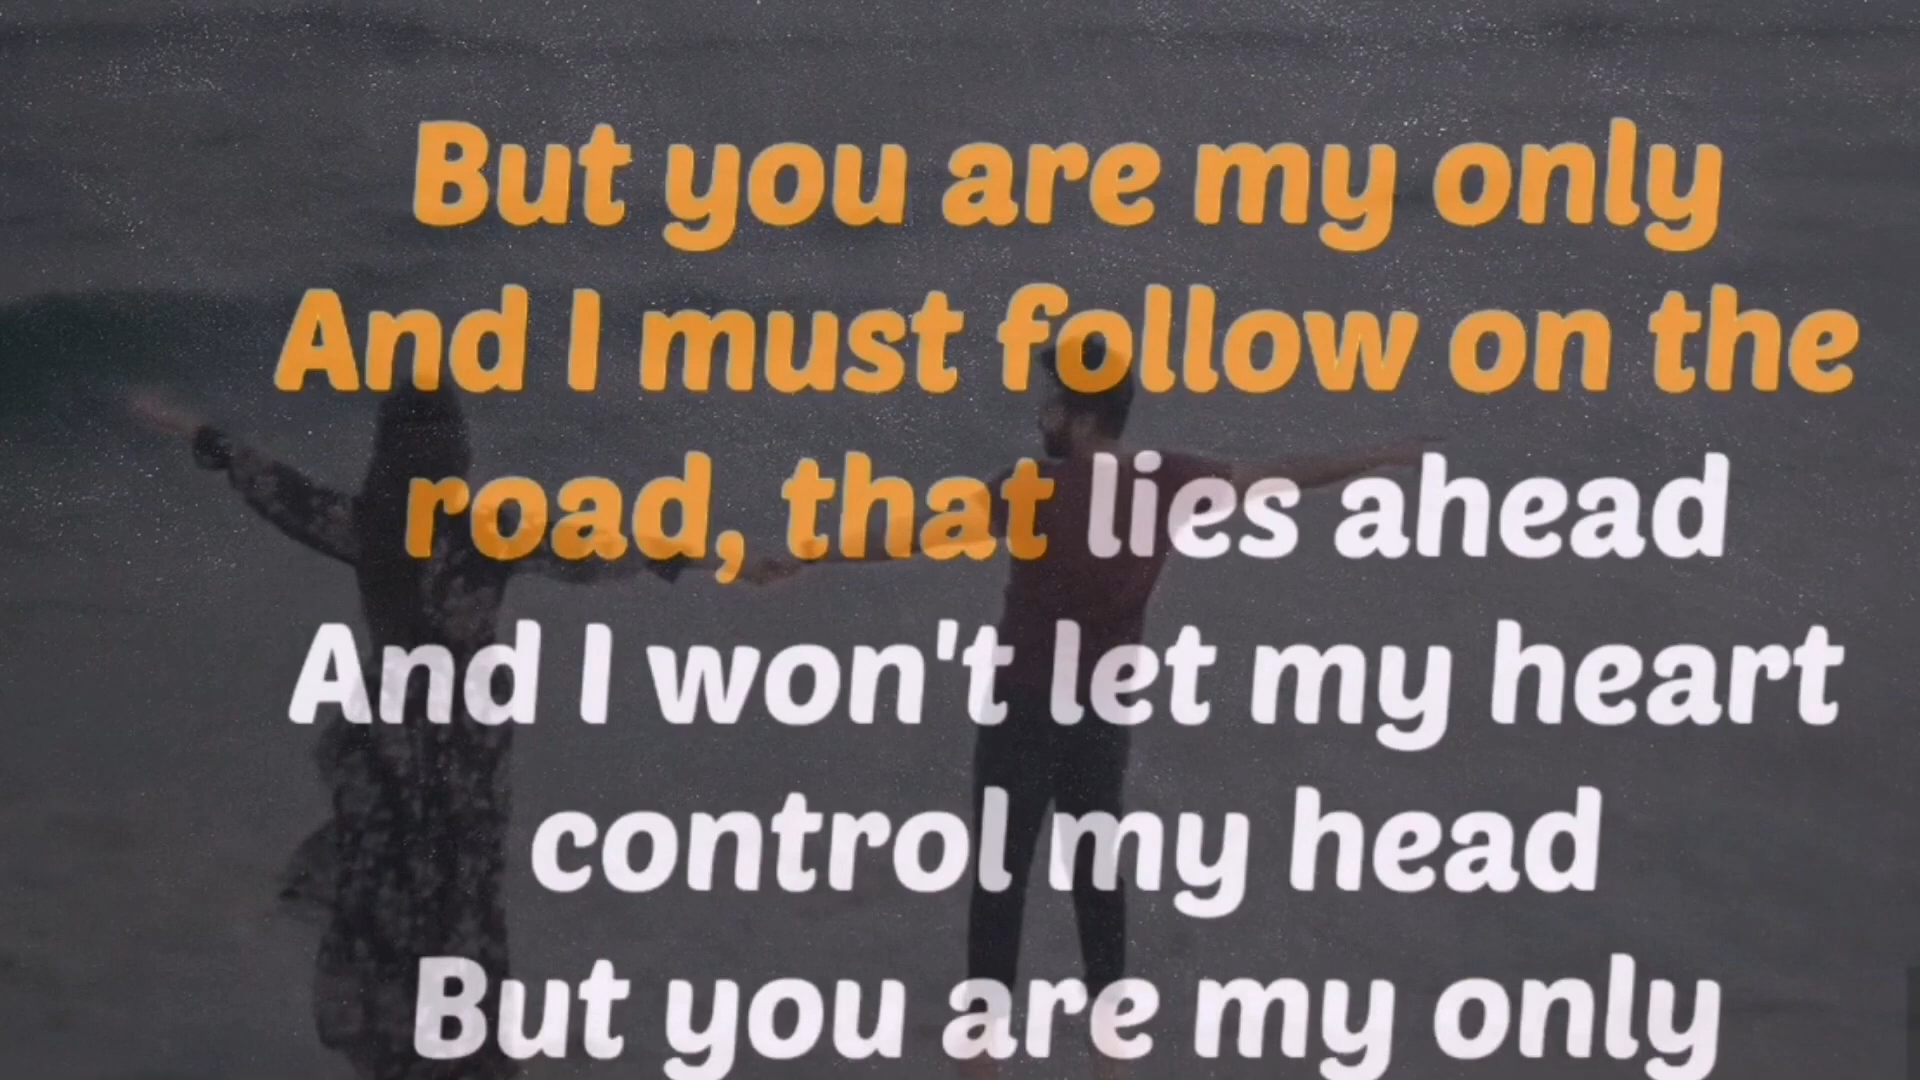 But you are my only
And I must follow on the
road, that lies ahead
And I won't let my heart
control my head
But you are my only